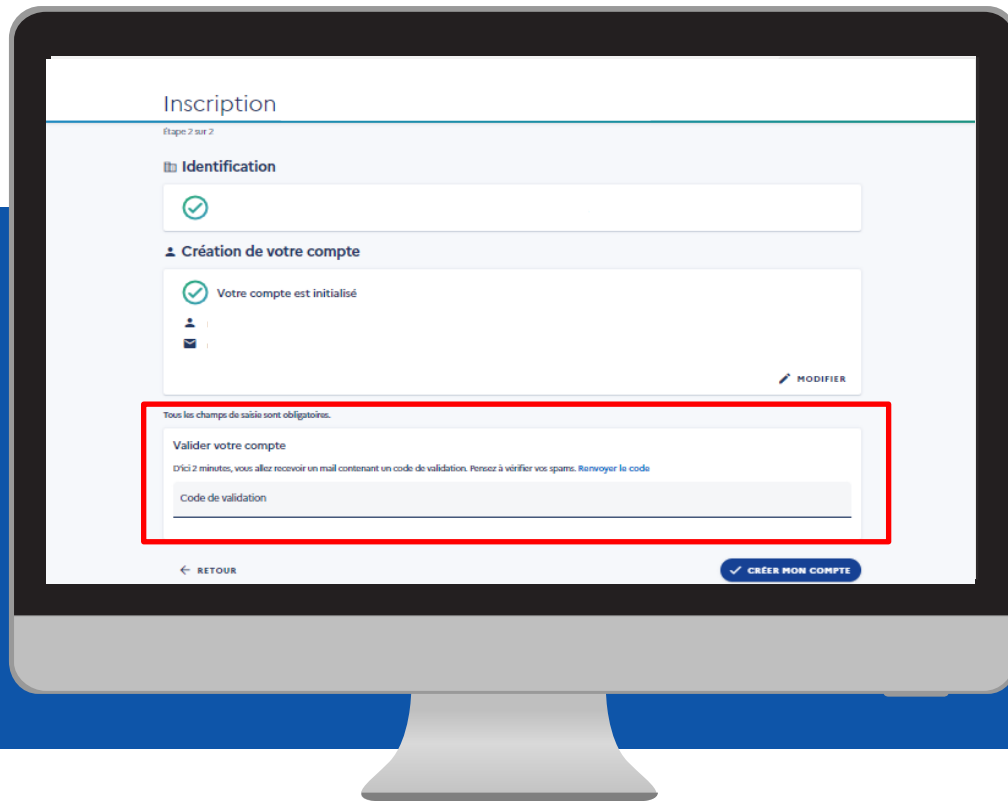 Inscription
Étape 2 sur 2
Identification
Création de votre compte
Votre compte est initialisé
MODIFIER
Tous les champs de saisie sont obligatoires.
Valider votre compte
D'ici 2 minutes, vous allez recevoir un mail contenant un code de validation. Pensez à vérifier vos spams. Renvoyer le code
Code de validation
RETOUR
CRÉER MON COMPTE